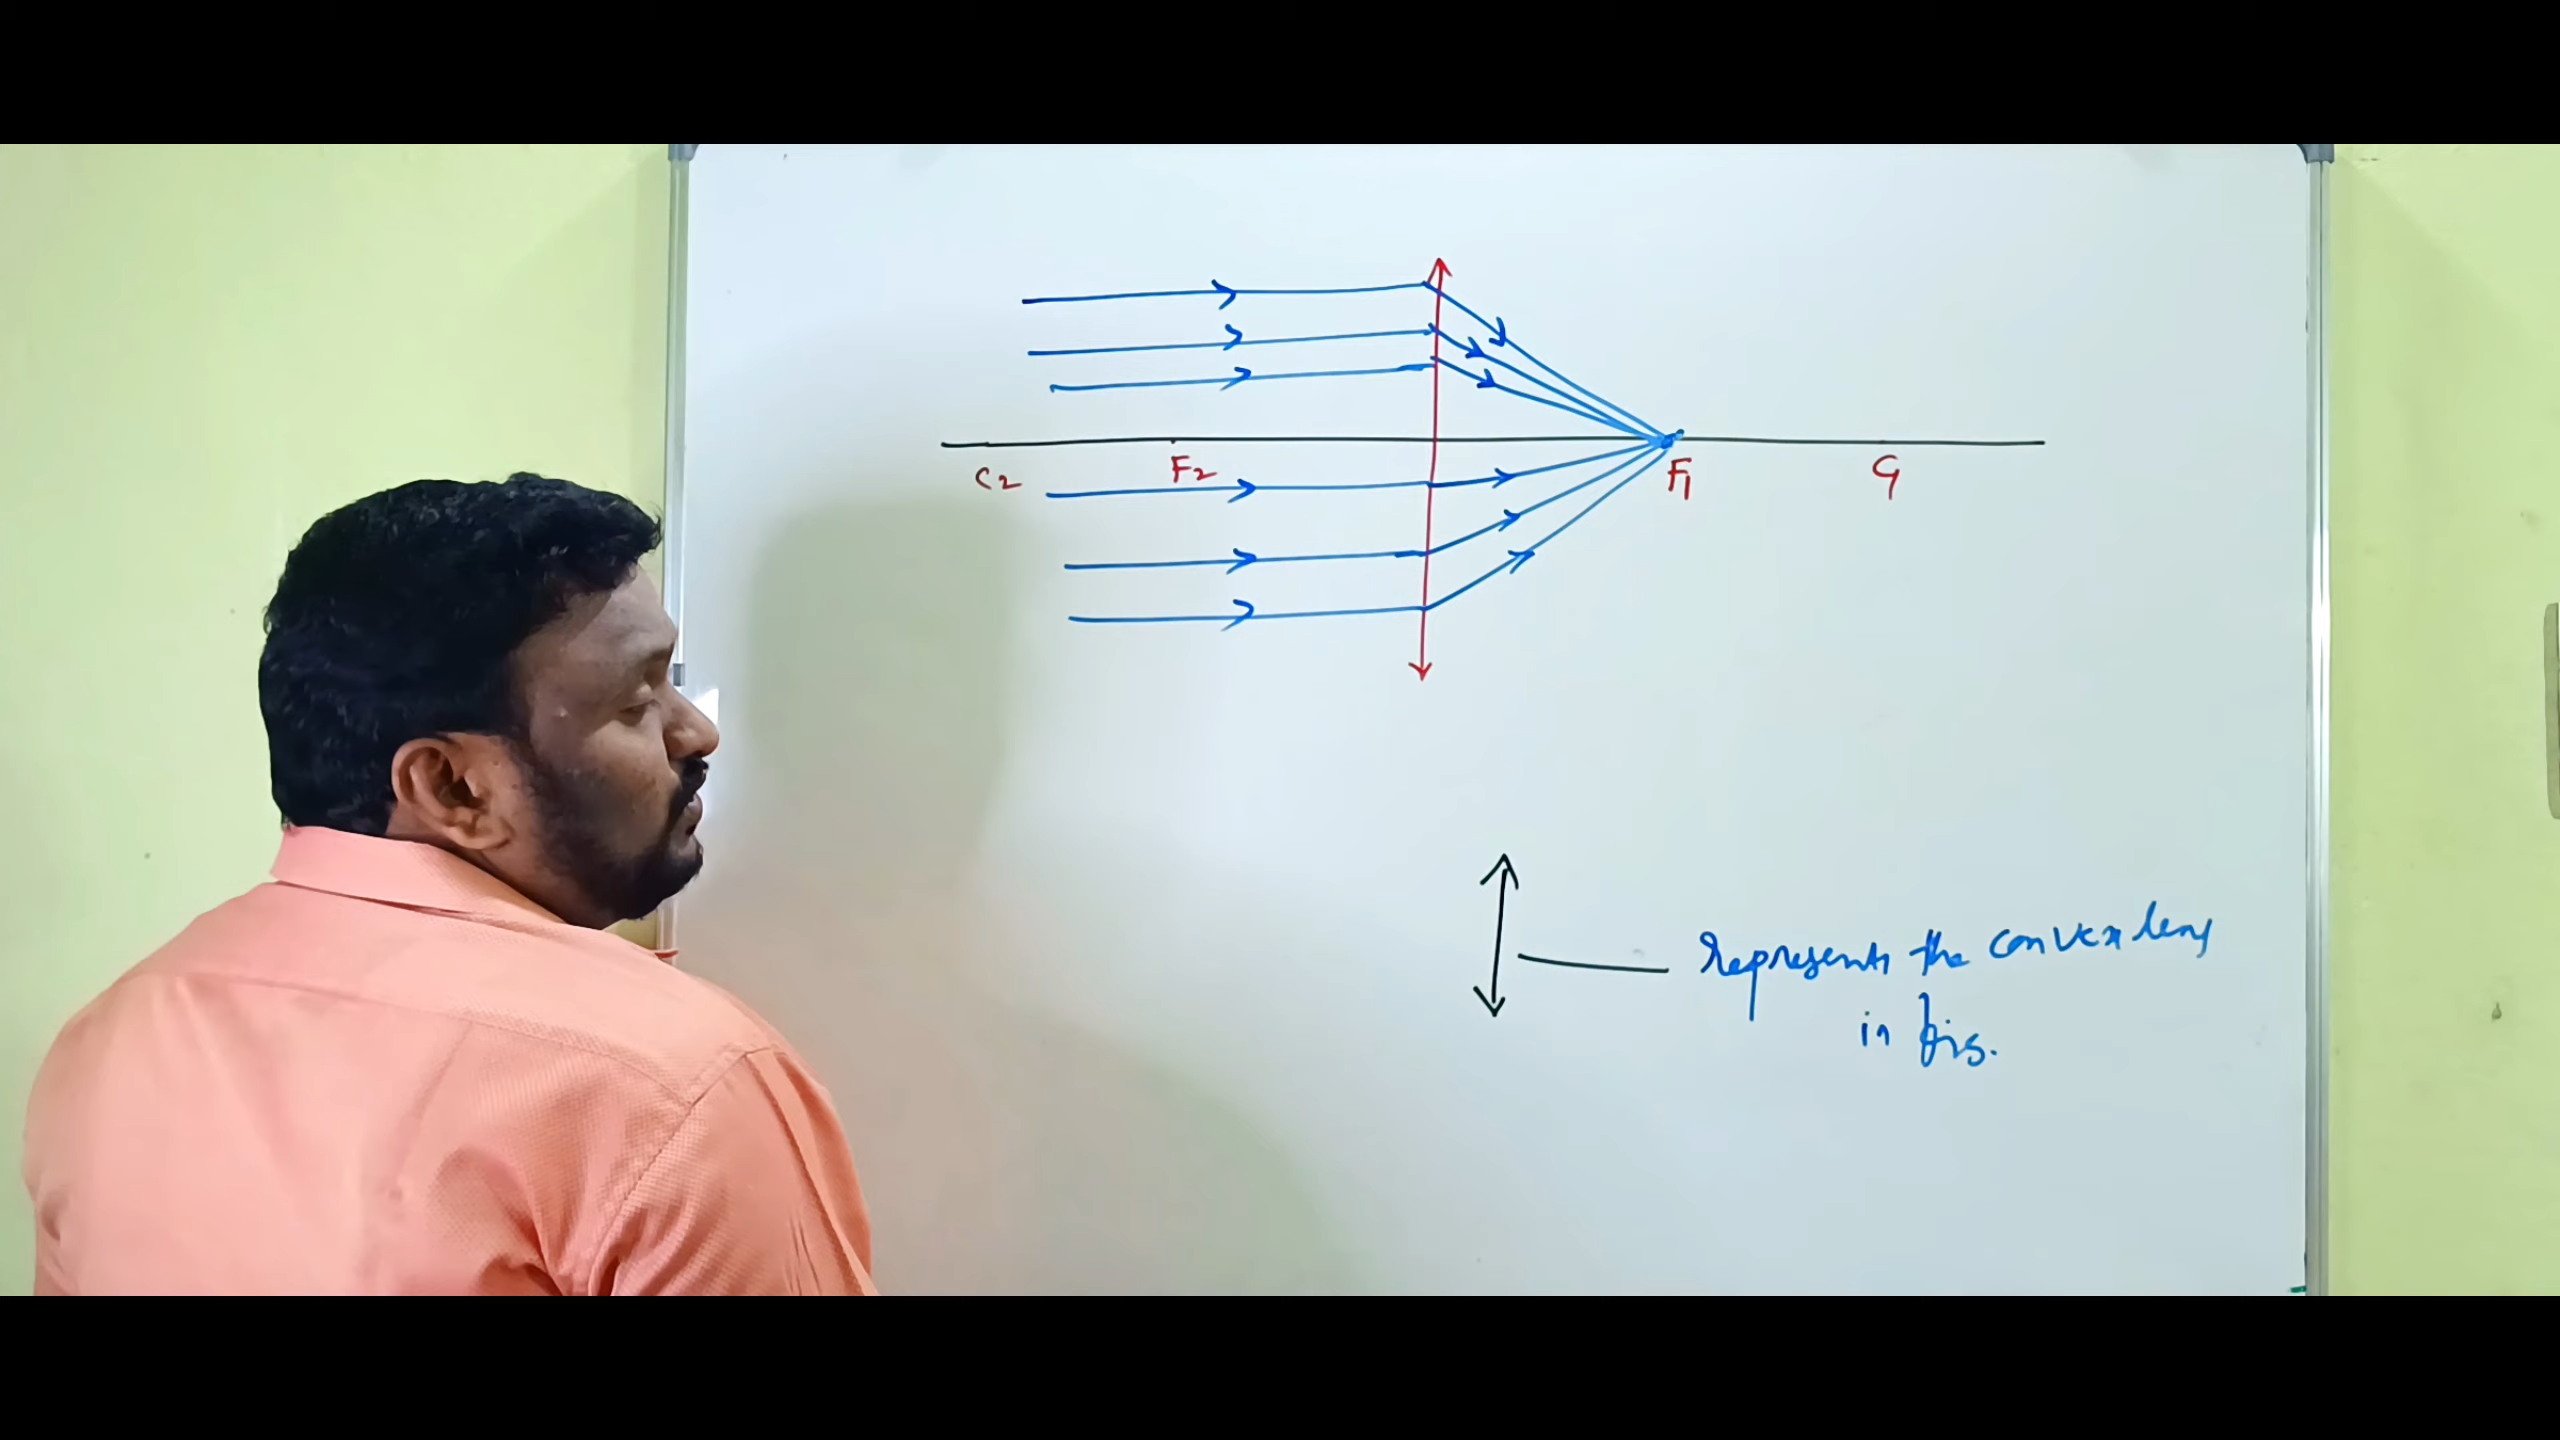 C2 F2 F1 C1
represents the convex lens
in fig.